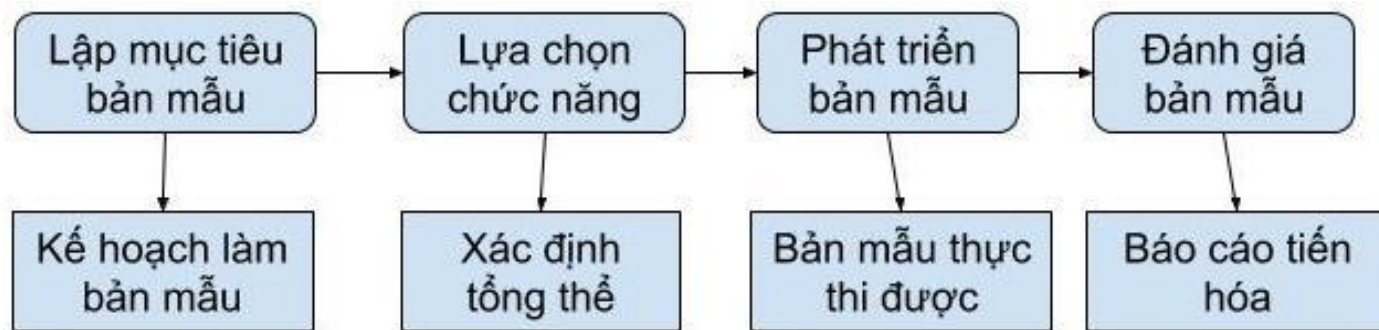 Lập mục tiêu
bản mẫu
Lựa chọn
chức năng
Phát triển
bản mẫu
Đánh giá
bản mẫu
Kế hoạch làm
bản mẫu
Xác định
tổng thể
Bản mẫu thực
thi được
Báo cáo tiến
hóa